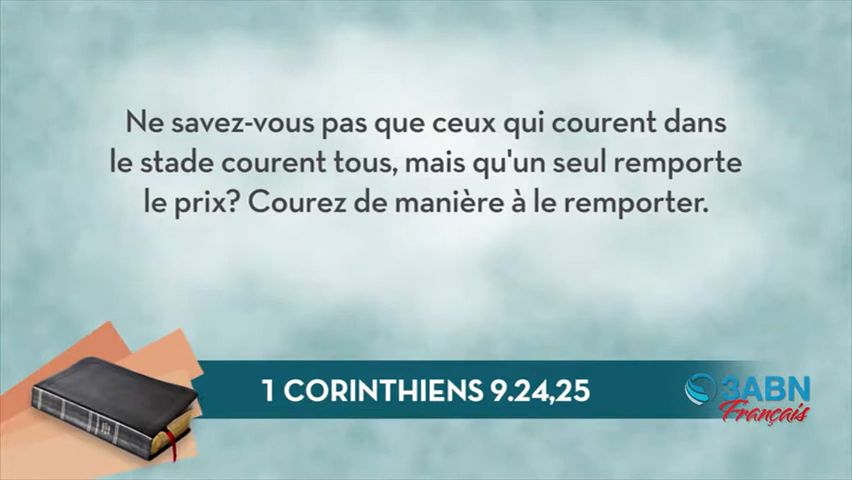 Ne savez-vous pas que ceux qui courent dans
le stade courent tous, mais qu'un seul remporte
le prix? Courez de manière à le remporter.
1 CORINTHIENS 9.24,25
3ABN
Français